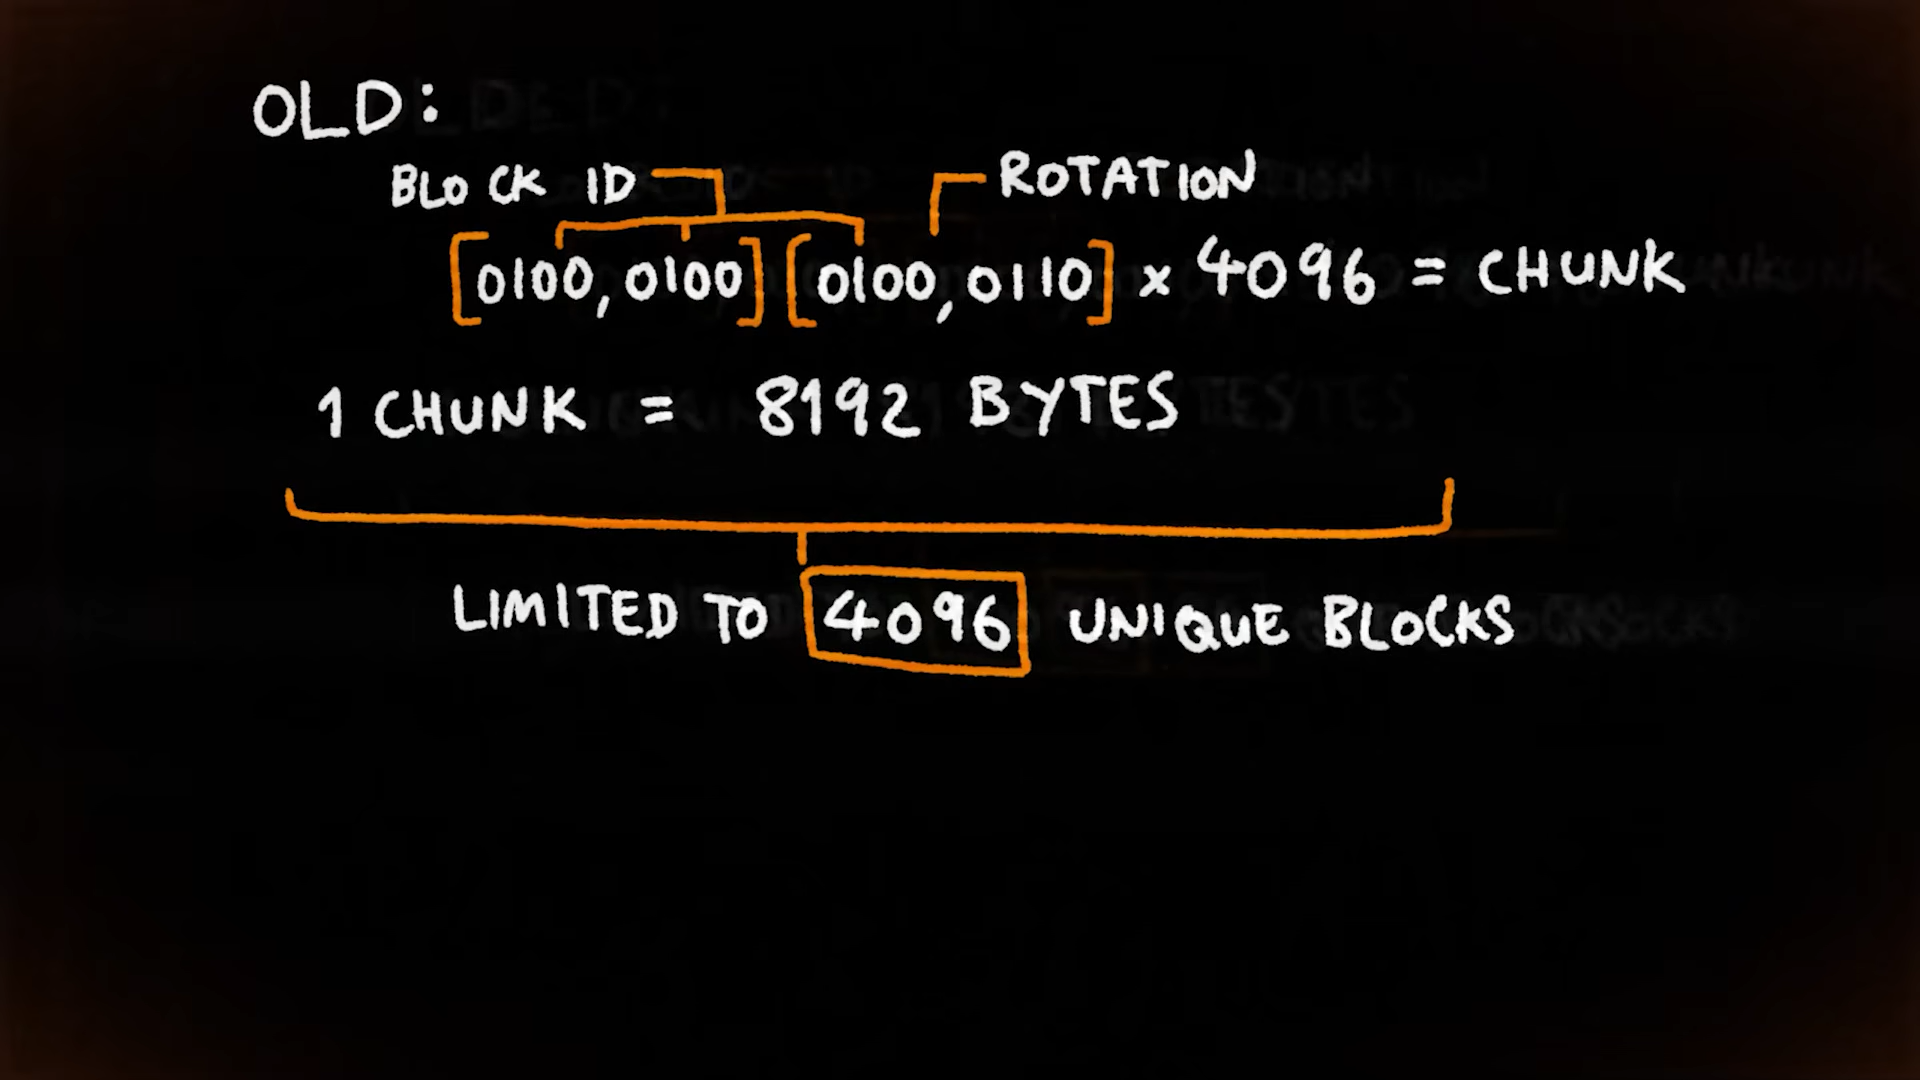 OLD:
BLOCK ID ROTATION
[0100, 0100] [0100, 0110] x 4096 = CHUNK
1 CHUNK = 8192 BYTES
LIMITED TO 4096 UNIQUE BLOCKS